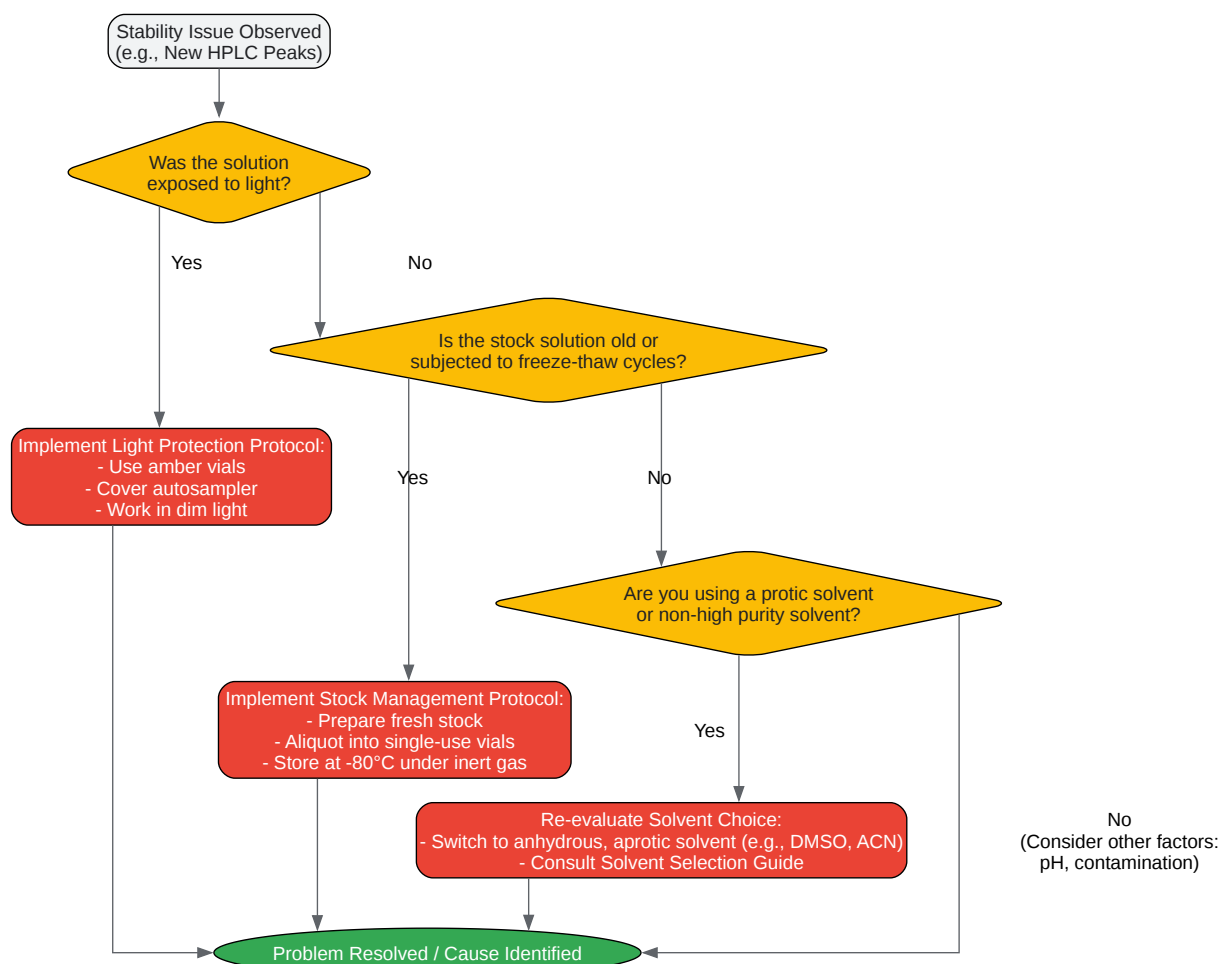 Stability Issue Observed
(e.g., New HPLC Peaks)
Was the solution
exposed to light?
Yes
No
Is the stock solution old or
subjected to freeze-thaw cycles?
Implement Light Protection Protocol:
- Use amber vials
- Cover autosampler
- Work in dim light
Yes
No
Are you using a protic solvent
or non-high purity solvent?
Implement Stock Management Protocol:
- Prepare fresh stock
- Aliquot into single-use vials
- Store at -80°C under inert gas
Yes
Re-evaluate Solvent Choice:
- Switch to anhydrous, aprotic solvent (e.g., DMSO, ACN)
- Consult Solvent Selection Guide
No
(Consider other factors:
pH, contamination)
Problem Resolved / Cause Identified